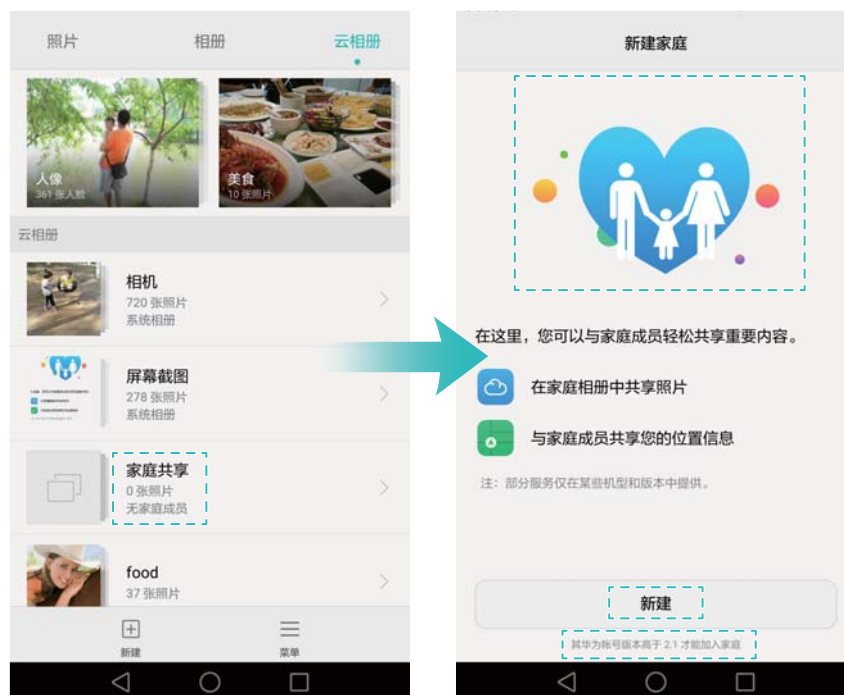 照片
相册
云相册
人像
361 张人脸
美食
10 张照片
云相册
相机
720 张照片
系统相册
屏幕截图
278 张照片
系统相册
家庭共享
0 张照片
无家庭成员
food
37 张照片
新建
菜单
新建家庭
在这里，您可以与家庭成员轻松共享重要内容。
在家庭相册中共享照片
与家庭成员共享您的位置信息
注：部分服务仅在某些机型和版本中提供。
新建
其华为帐号版本高于 2.1 才能加入家庭